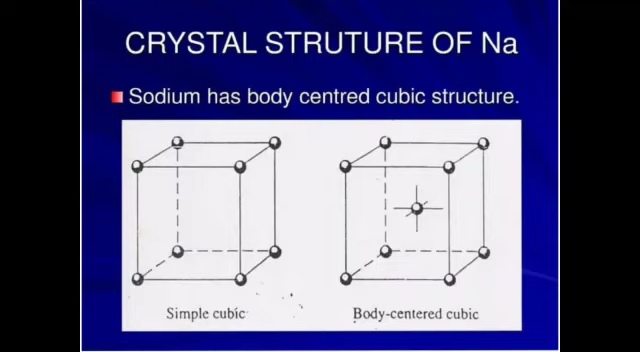 CRYSTAL STRUTURE OF Na
Sodium has body centred cubic structure.
Simple cubic
Body-centered cubic